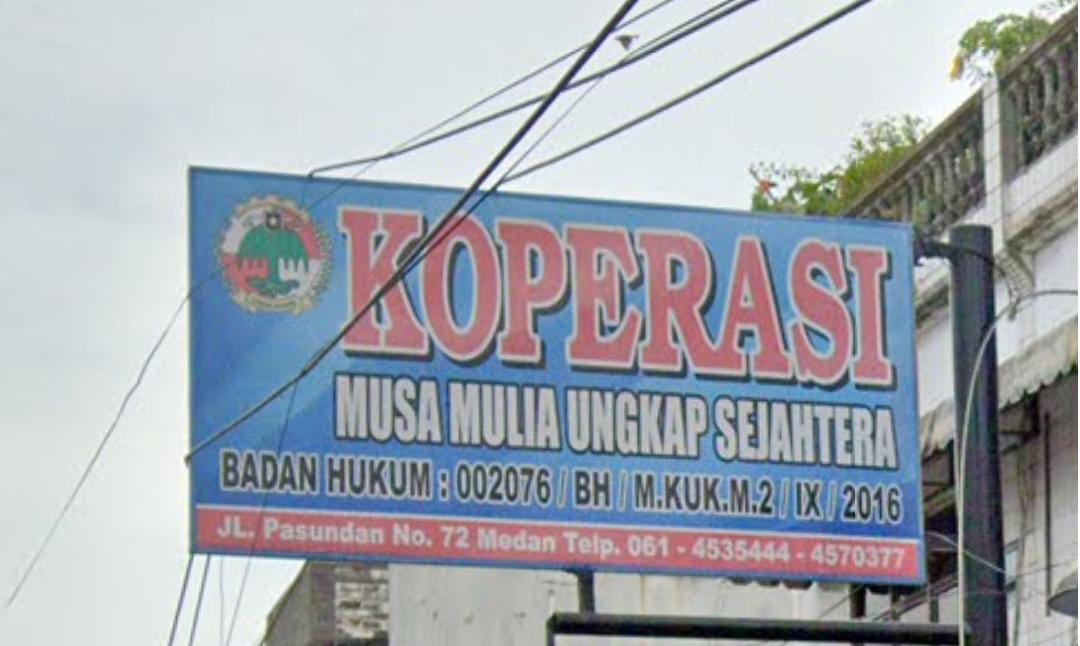 KOPERASI
MUSA MULIA UNGKAP SEJAHTERA
BADAN HUKUM : 002076 / BH / M.KUK.M.2 / IX / 2016
JL. Pasundan No. 72 Medan Telp. 061 - 4535444 - 4570377